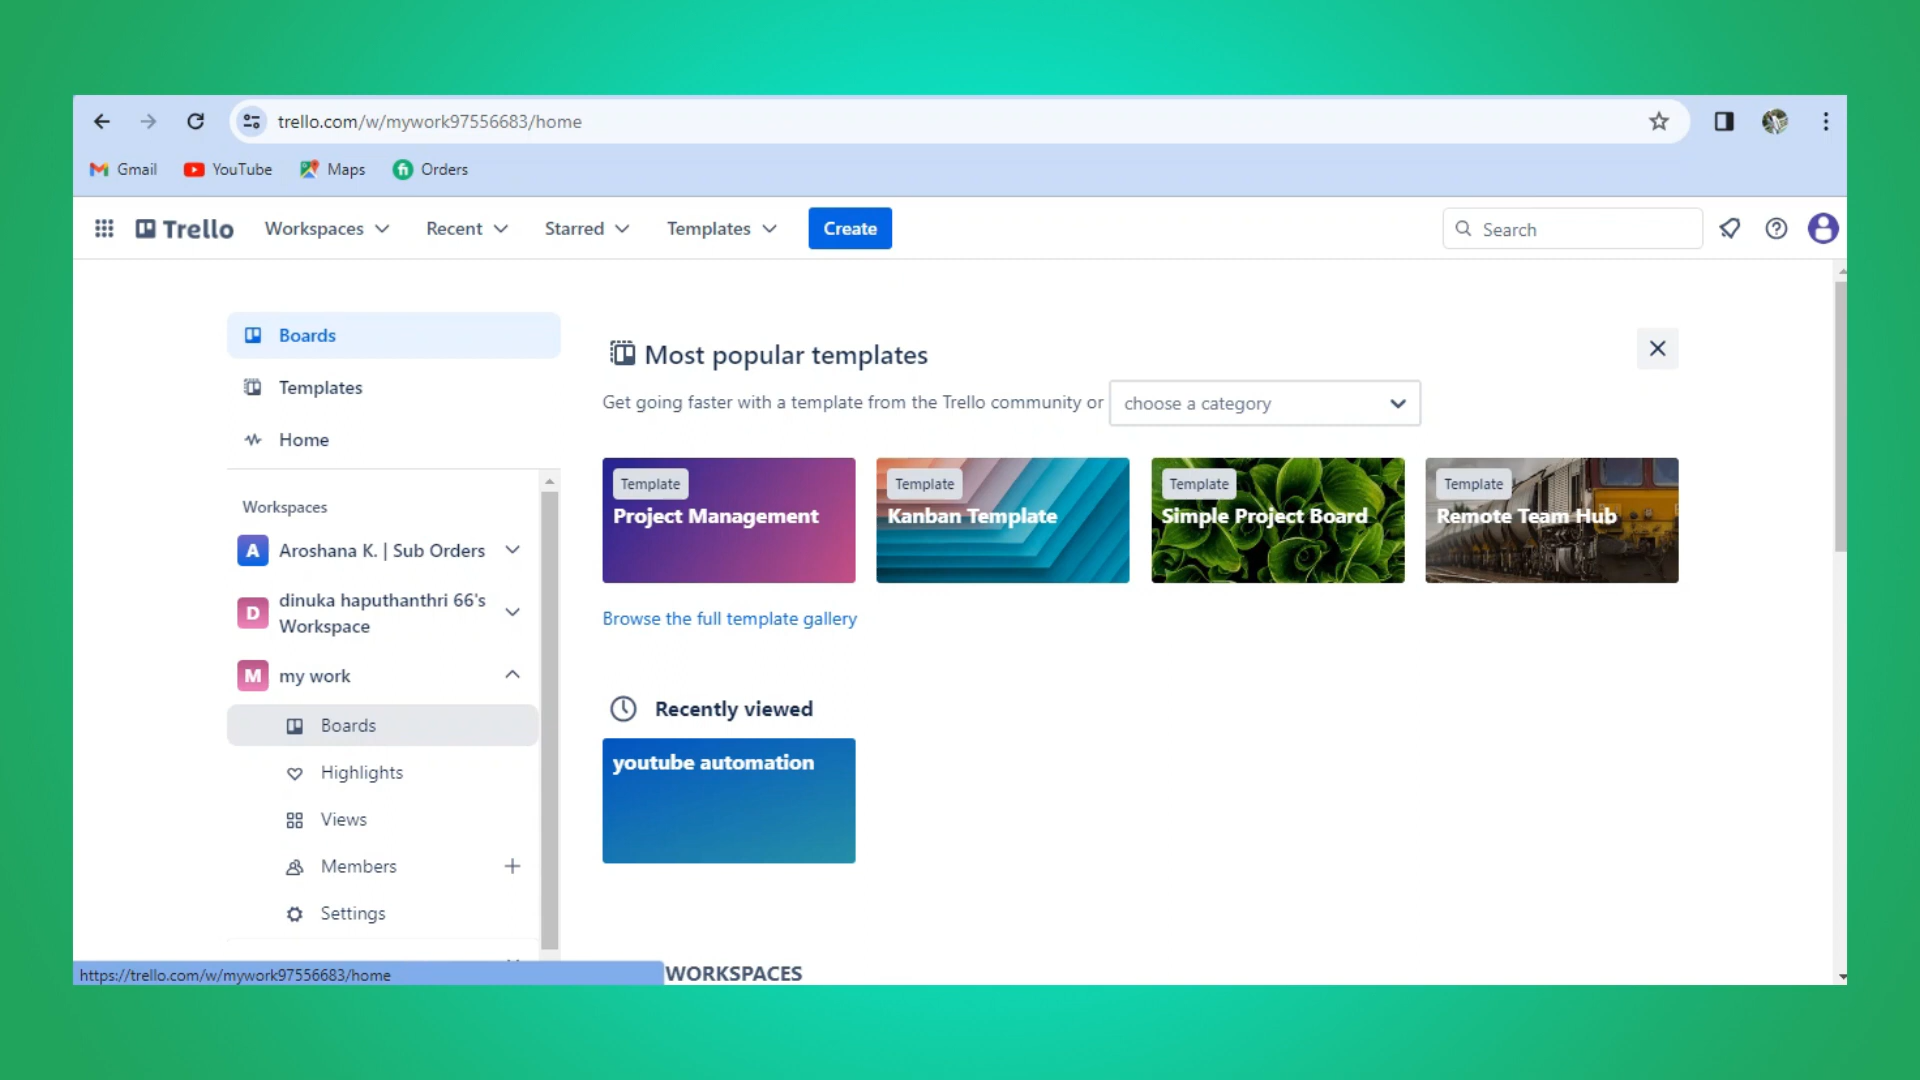 trello.com/w/mywork97556683/home
Gmail
YouTube
Maps
Orders
Trello
Workspaces
Recent
Starred
Templates
Create
Search
Boards
Templates
Home
Workspaces
A Aroshana K. | Sub Orders
D dinuka haputhanthri 66's
Workspace
M my work
Boards
Highlights
Views
Members
Settings
https://trello.com/w/mywork97556683/home
Most popular templates
Get going faster with a template from the Trello community or choose a category
Template
Project Management
Template
Kanban Template
Template
Simple Project Board
Template
Remote Team Hub
Browse the full template gallery
Recently viewed
youtube automation
WORKSPACES